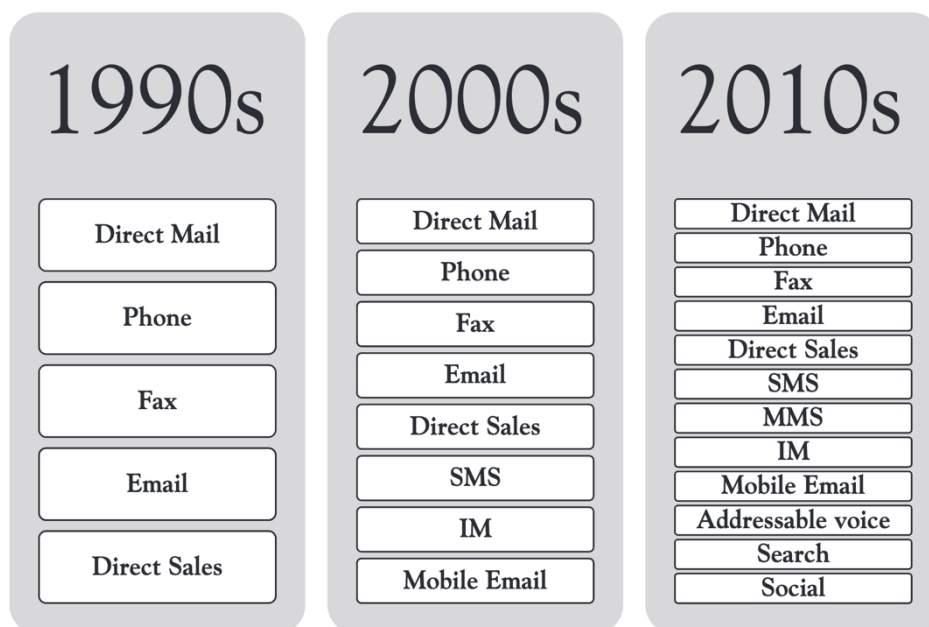 1990s
Direct Mail
Phone
Fax
Email
Direct Sales
2000s
Direct Mail
Phone
Fax
Email
Direct Sales
SMS
IM
Mobile Email
2010s
Direct Mail
Phone
Fax
Email
Direct Sales
SMS
MMS
IM
Mobile Email
Addressable voice
Search
Social